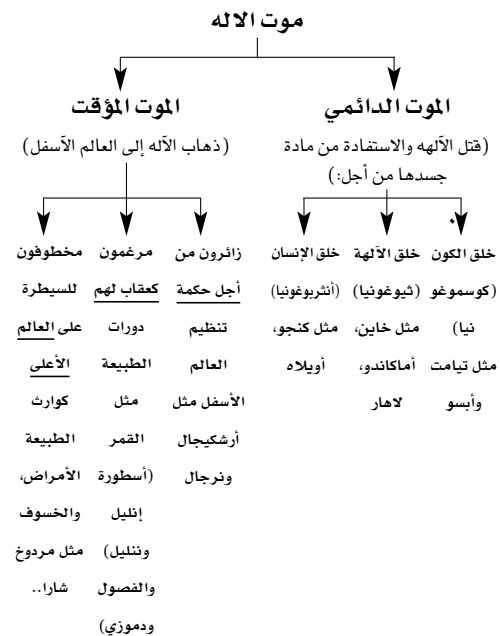 موت الاله
الموت الدائمي
(قتل الآلهه والاستفادة من مادة
جسدها من أجل:)
خلق الكون
(كوسموغو
نيا)
مثل تيامت
وأبسو
خلق الآلهة
(ثيوغونيا)
مثل خاين،
أماكاندو،
لاهار
خلق الإنسان
(أنثربوغونيا)
مثل كنجو،
أويلاه
الموت المؤقت
(ذهاب الآله إلى العالم الآسفل)
زائرون من
أجل حكمة
تنظيم
العالم
الأسفل مثل
أرشكيجال
ونرجال
مرغمون
كعقاب لهم
دورات
الطبيعة
مثل
القمر
(أسطورة
إنليل
وننليل)
والفصول
ودموزي)
مخطوفون
للسيطرة
على العالم
الأعلى
كوارث
الطبيعة
الأمراض،
والخسوف
مثل مردوخ
شارا..